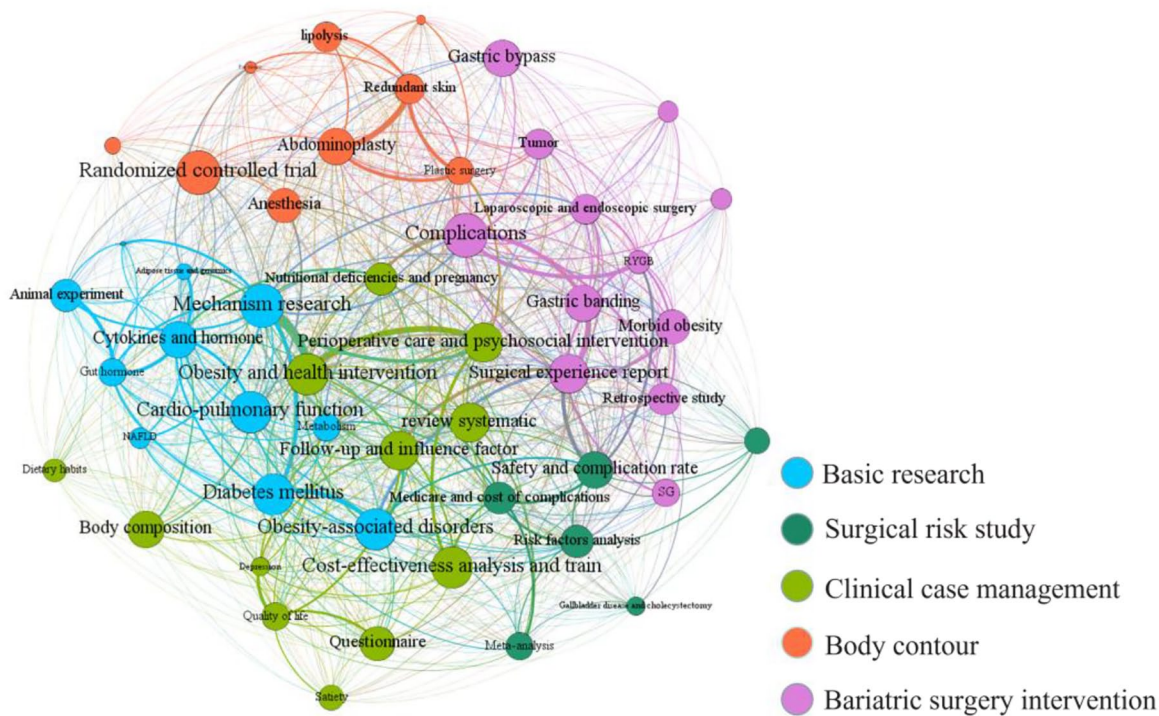 lipolysis
Gastric bypass
Redundant skin
Abdominoplasty
Tumor
Randomized controlled trial
Plastic surgery
Anesthesia
Laparoscopic and endoscopic surgery
Complications
RYGB
Adipose tissue and genomics
Nutritional deficiencies and pregnancy
Animal experiment
Mechanism research
Gastric banding
Morbid obesity
Cytokines and hormone
Perioperative care and psychosocial intervention
Gut hormone
Obesity and health intervention
Surgical experience report
Retrospective study
Cardio-pulmonary function
review systematic
Metabolism
NAFLD
Follow-up and influence factor
Dietary habits
Safety and complication rate
Basic research
Diabetes mellitus
Medicare and cost of complications
SG
Body composition
Obesity-associated disorders
Surgical risk study
Risk factors analysis
Depression
Cost-effectiveness analysis and train
Clinical case management
Gallbladder disease and cholecystectomy
Quality of life
Questionnaire
Meta-analysis
Body contour
Satiety
Bariatric surgery intervention